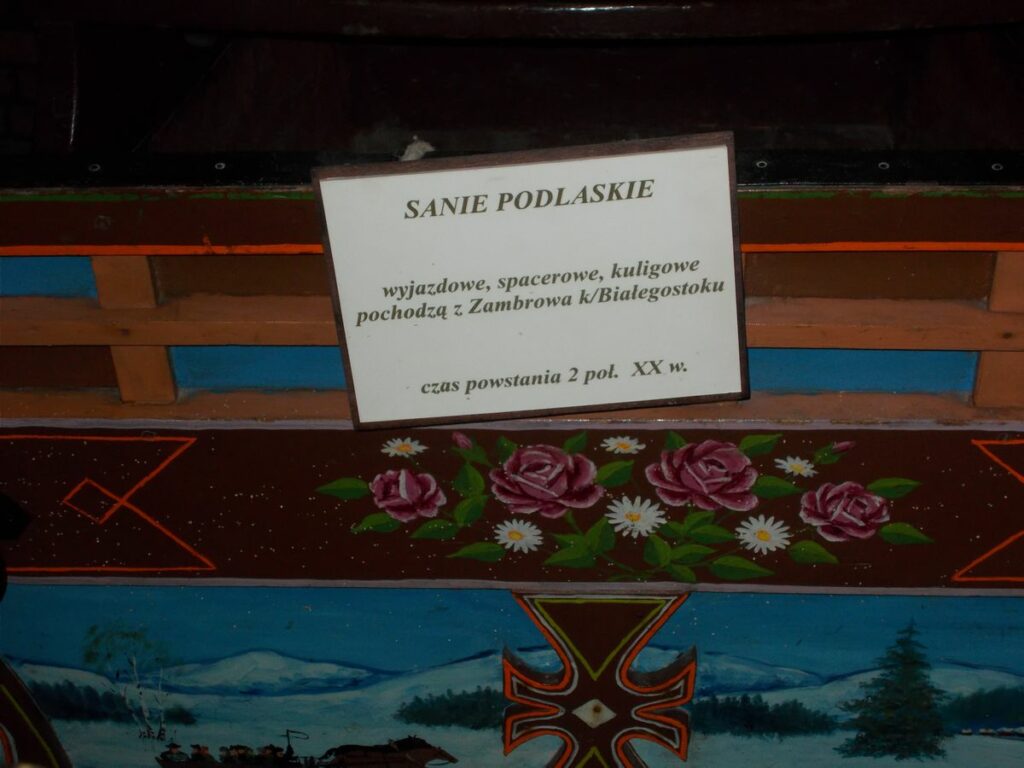 SANIE PODLASKIE
wyjazdowe, spacerowe, kuligowe
pochodzą z Zambrowa k/Białegostoku
czas powstania 2 poł. XX w.